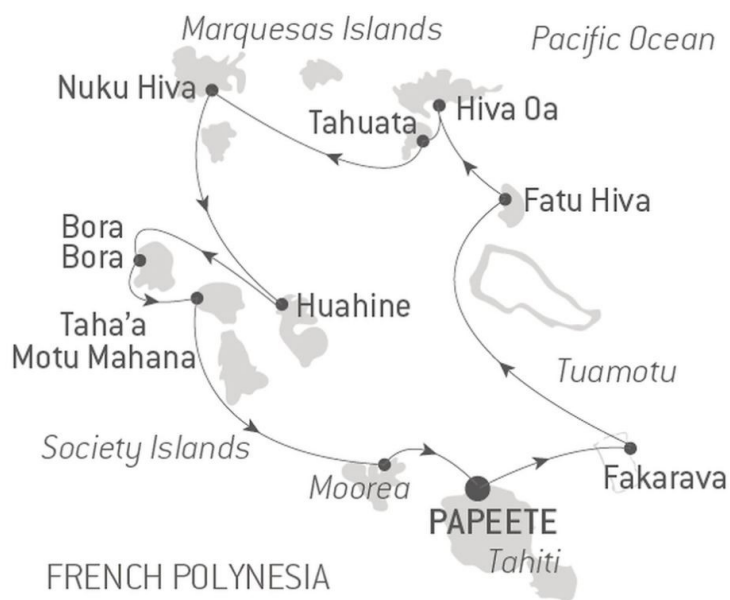 Marquesas Islands
Pacific Ocean
Nuku Hiva
Hiva Oa
Tahuata
Fatu Hiva
Bora
Bora
Huahine
Taha'a
Motu Mahana
Tuamotu
Society Islands
Moorea
Fakarava
PAPEETE
Tahiti
FRENCH POLYNESIA